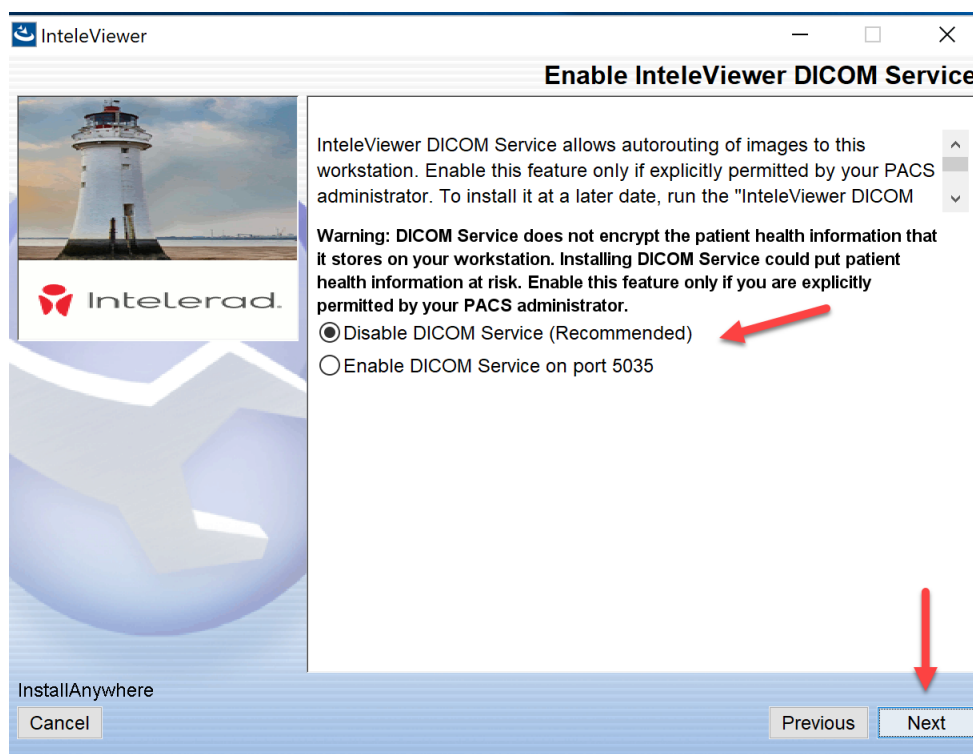 InteleViewer
Enable InteleViewer DICOM Service
InteleViewer DICOM Service allows autorouting of images to this
workstation. Enable this feature only if explicitly permitted by your PACS
administrator. To install it at a later date, run the "InteleViewer DICOM
Warning: DICOM Service does not encrypt the patient health information that
it stores on your workstation. Installing DICOM Service could put patient
health information at risk. Enable this feature only if you are explicitly
permitted by your PACS administrator.
Intelerad.
Disable DICOM Service (Recommended)
Enable DICOM Service on port 5035
InstallAnywhere
Cancel
Previous
Next